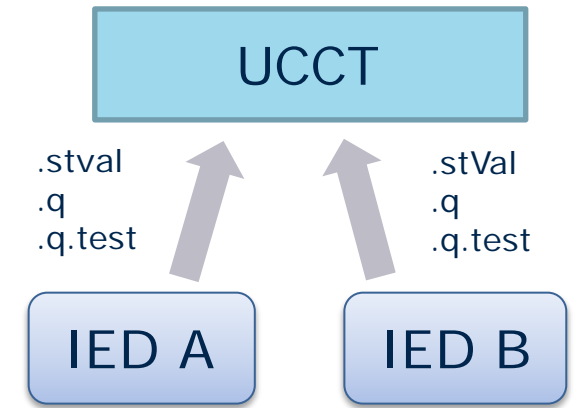 UCCT
.stval
.q
.q.test
.stVal
.q
.q.test
IED A
IED B